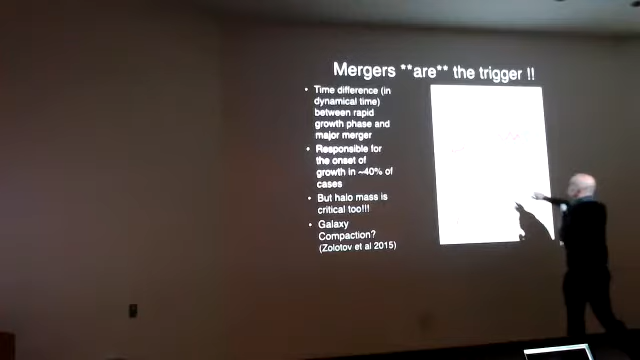 Mergers **are** the trigger !!
• Time difference (in
dynamical time)
between rapid
growth phase and
major merger
• Responsible for
the onset of
growth in ~40% of
cases
• But halo mass is
critical too!!!
• Galaxy
Compaction?
(Zolotov et al 2015)